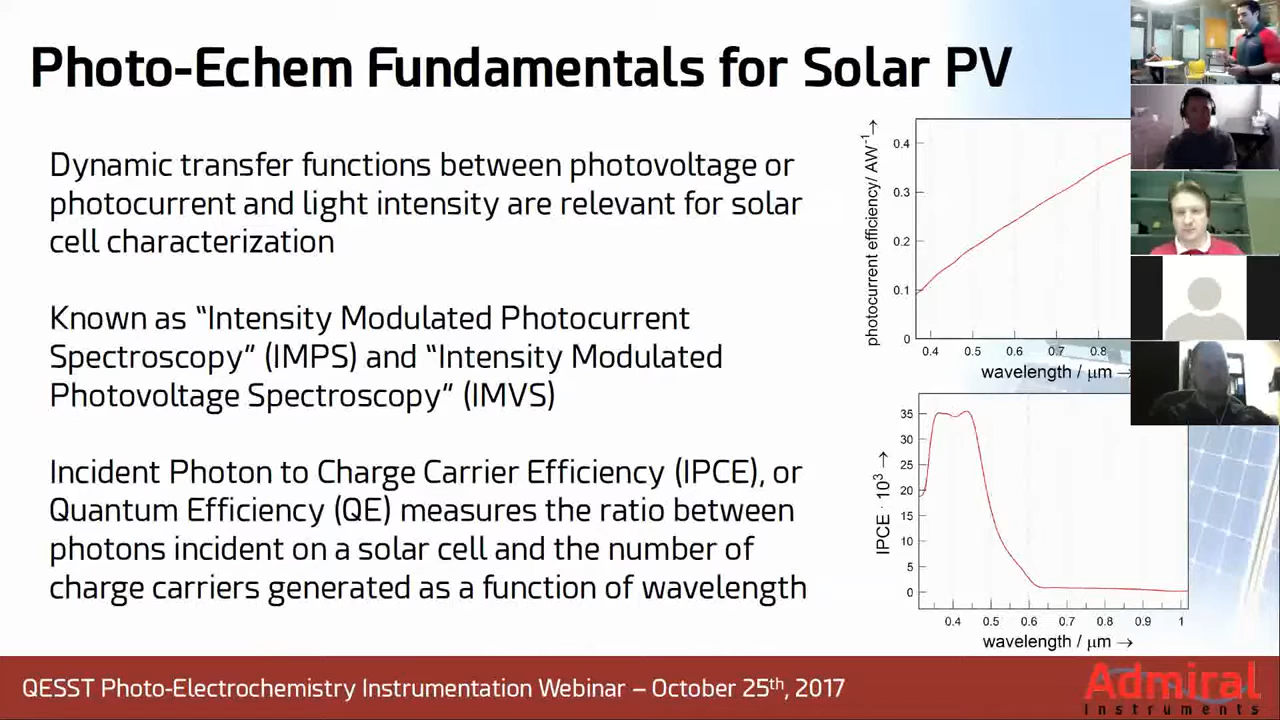 Photo-Echem Fundamentals for Solar PV
Dynamic transfer functions between photovoltage or
photocurrent and light intensity are relevant for solar
cell characterization
Known as “Intensity Modulated Photocurrent
Spectroscopy” (IMPS) and “Intensity Modulated
Photovoltage Spectroscopy” (IMVS)
Incident Photon to Charge Carrier Efficiency (IPCE), or
Quantum Efficiency (QE) measures the ratio between
photons incident on a solar cell and the number of
charge carriers generated as a function of wavelength
photocurrent efficiency/ AW⁻¹→
0.4
0.3
0.2
0.1
0
0.4 0.5 0.6 0.7 0.8
wavelength / μm →
IPCE · 10³ →
35
30
25
20
15
10
5
0
0.4 0.5 0.6 0.7 0.8 0.9 1
wavelength / μm →
QESST Photo-Electrochemistry Instrumentation Webinar – October 25th, 2017
Admiral
Instruments